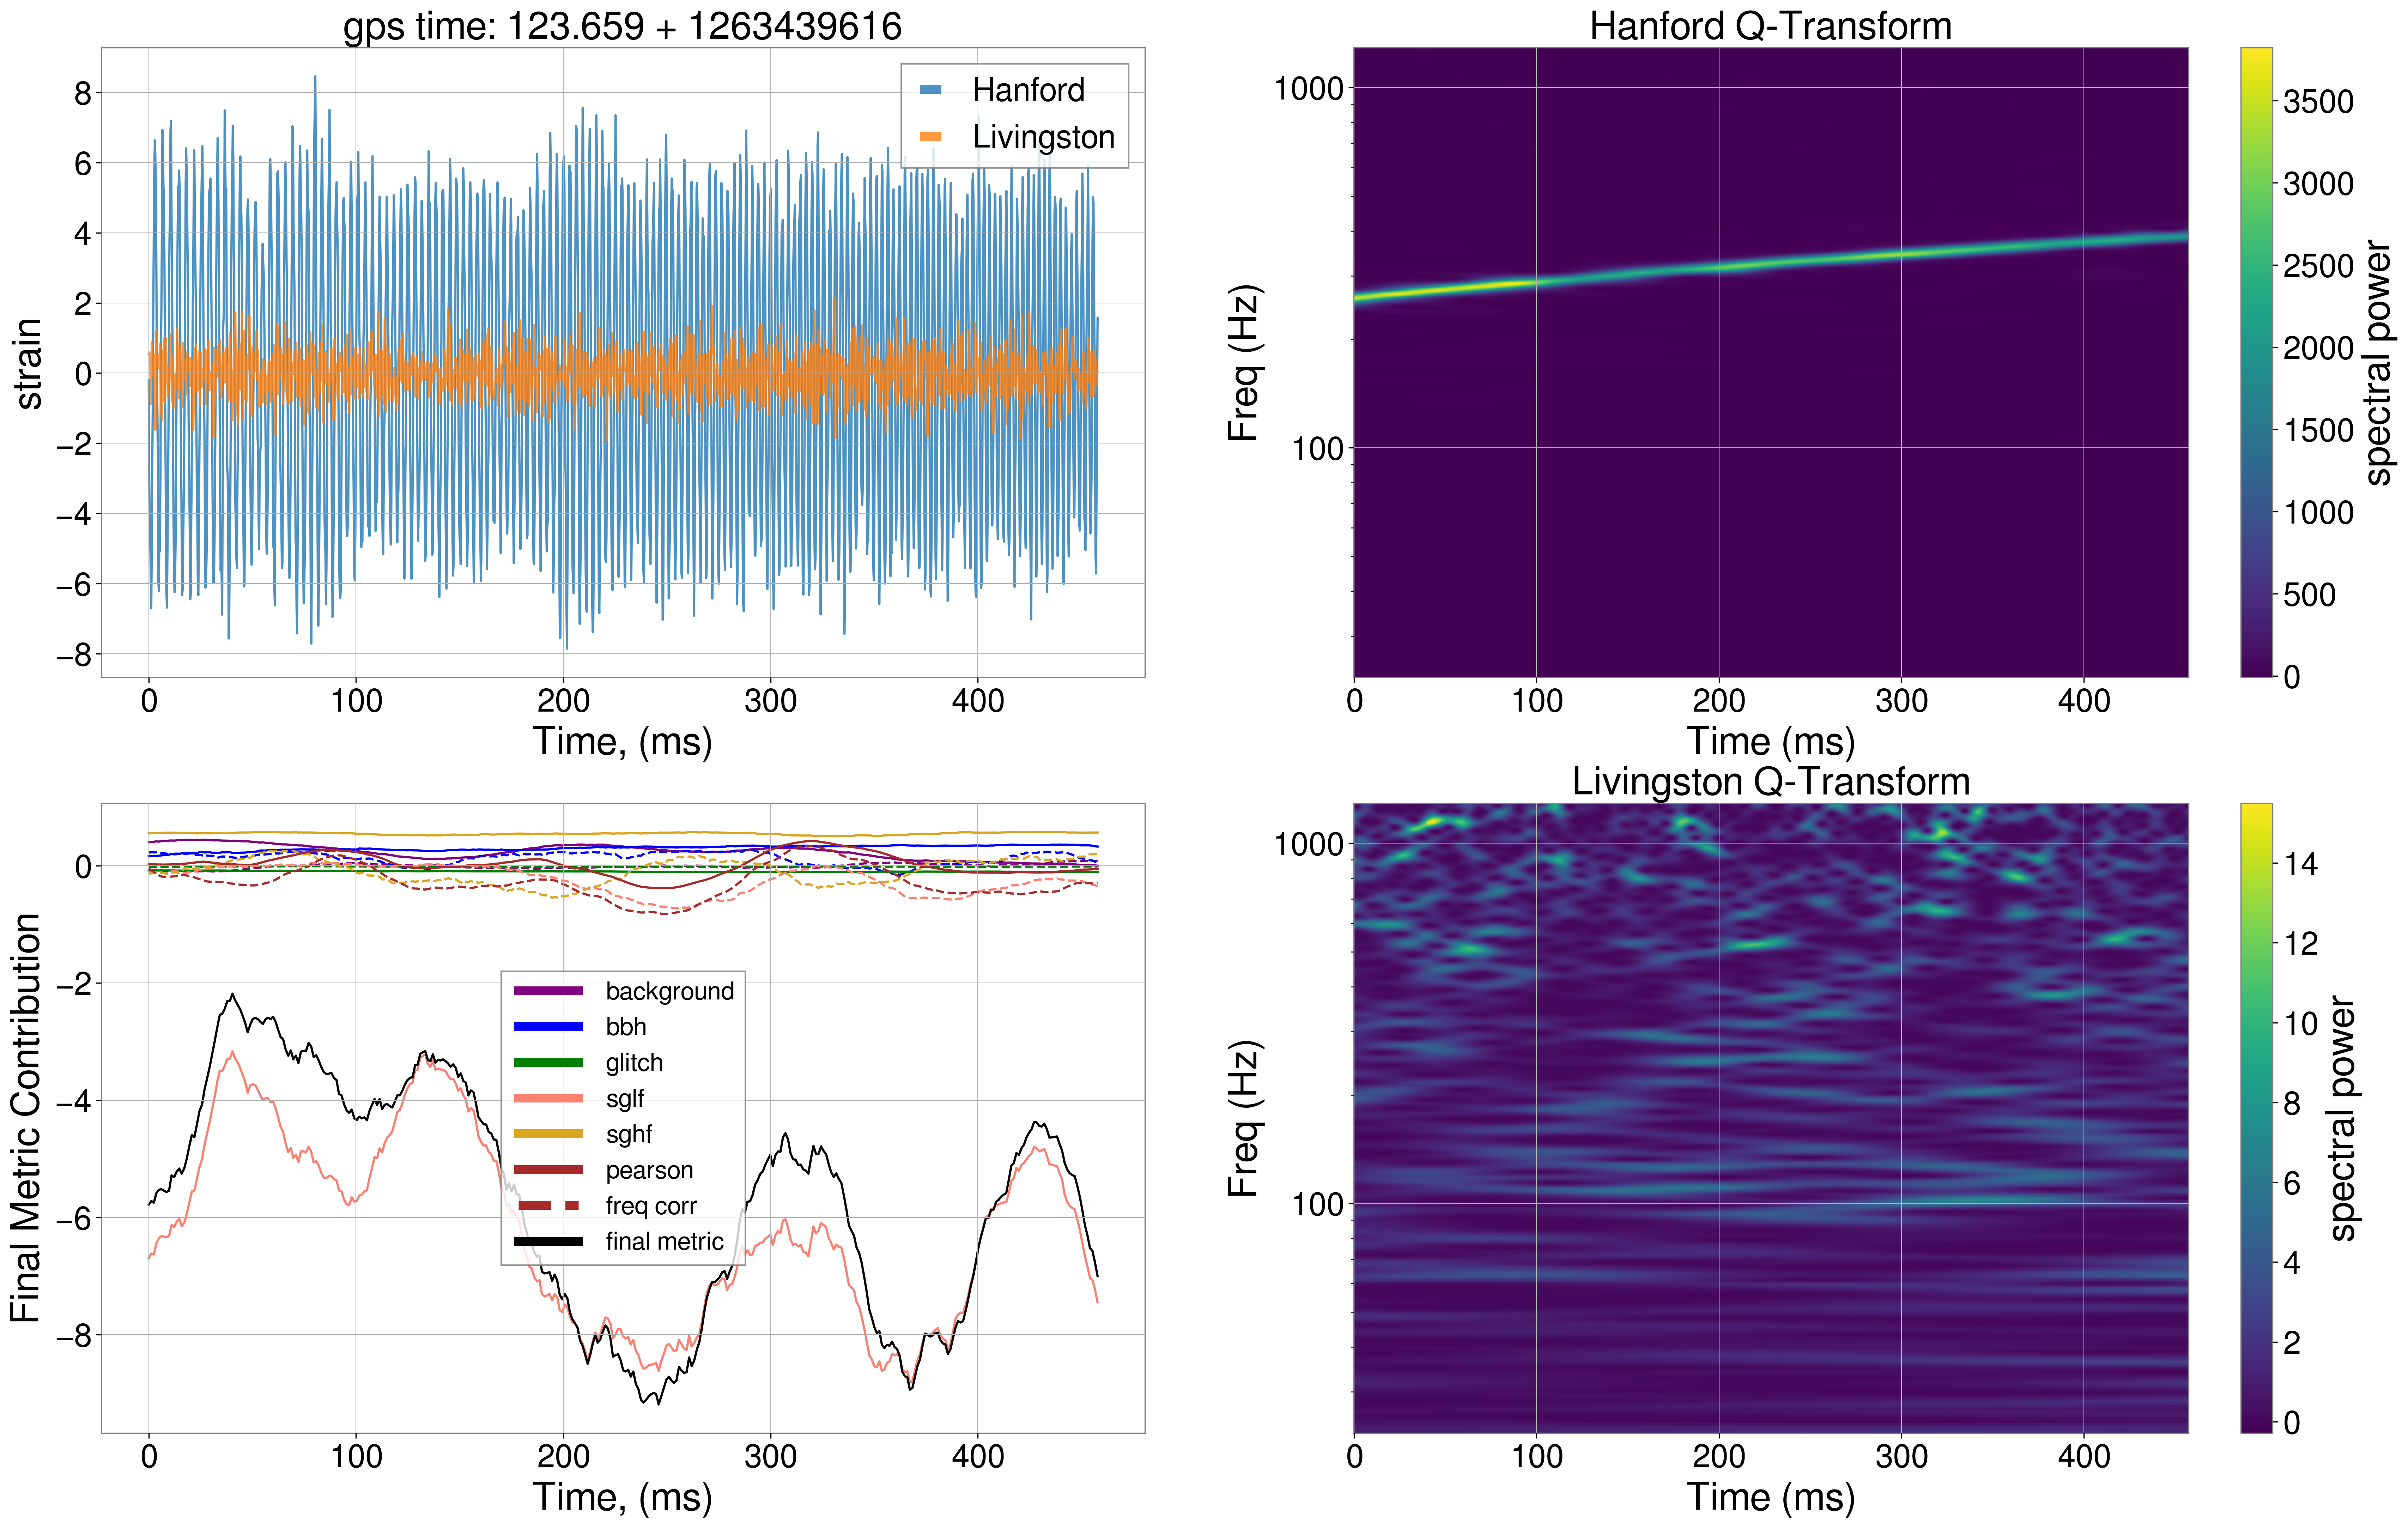 gps time: 123.659 + 1263439616
8
6
4
2
0
−2
−4
−6
−8
strain
Hanford
Livingston
0
100
200
300
400
Time, (ms)
Hanford Q-Transform
1000
100
Freq (Hz)
0
100
200
300
400
Time (ms)
3500
3000
2500
2000
1500
1000
500
0
spectral power
0
−2
−4
−6
−8
Final Metric Contribution
background
bbh
glitch
sglf
sghf
pearson
freq corr
final metric
0
100
200
300
400
Time, (ms)
Livingston Q-Transform
1000
100
Freq (Hz)
0
100
200
300
400
Time (ms)
14
12
10
8
6
4
2
0
spectral power